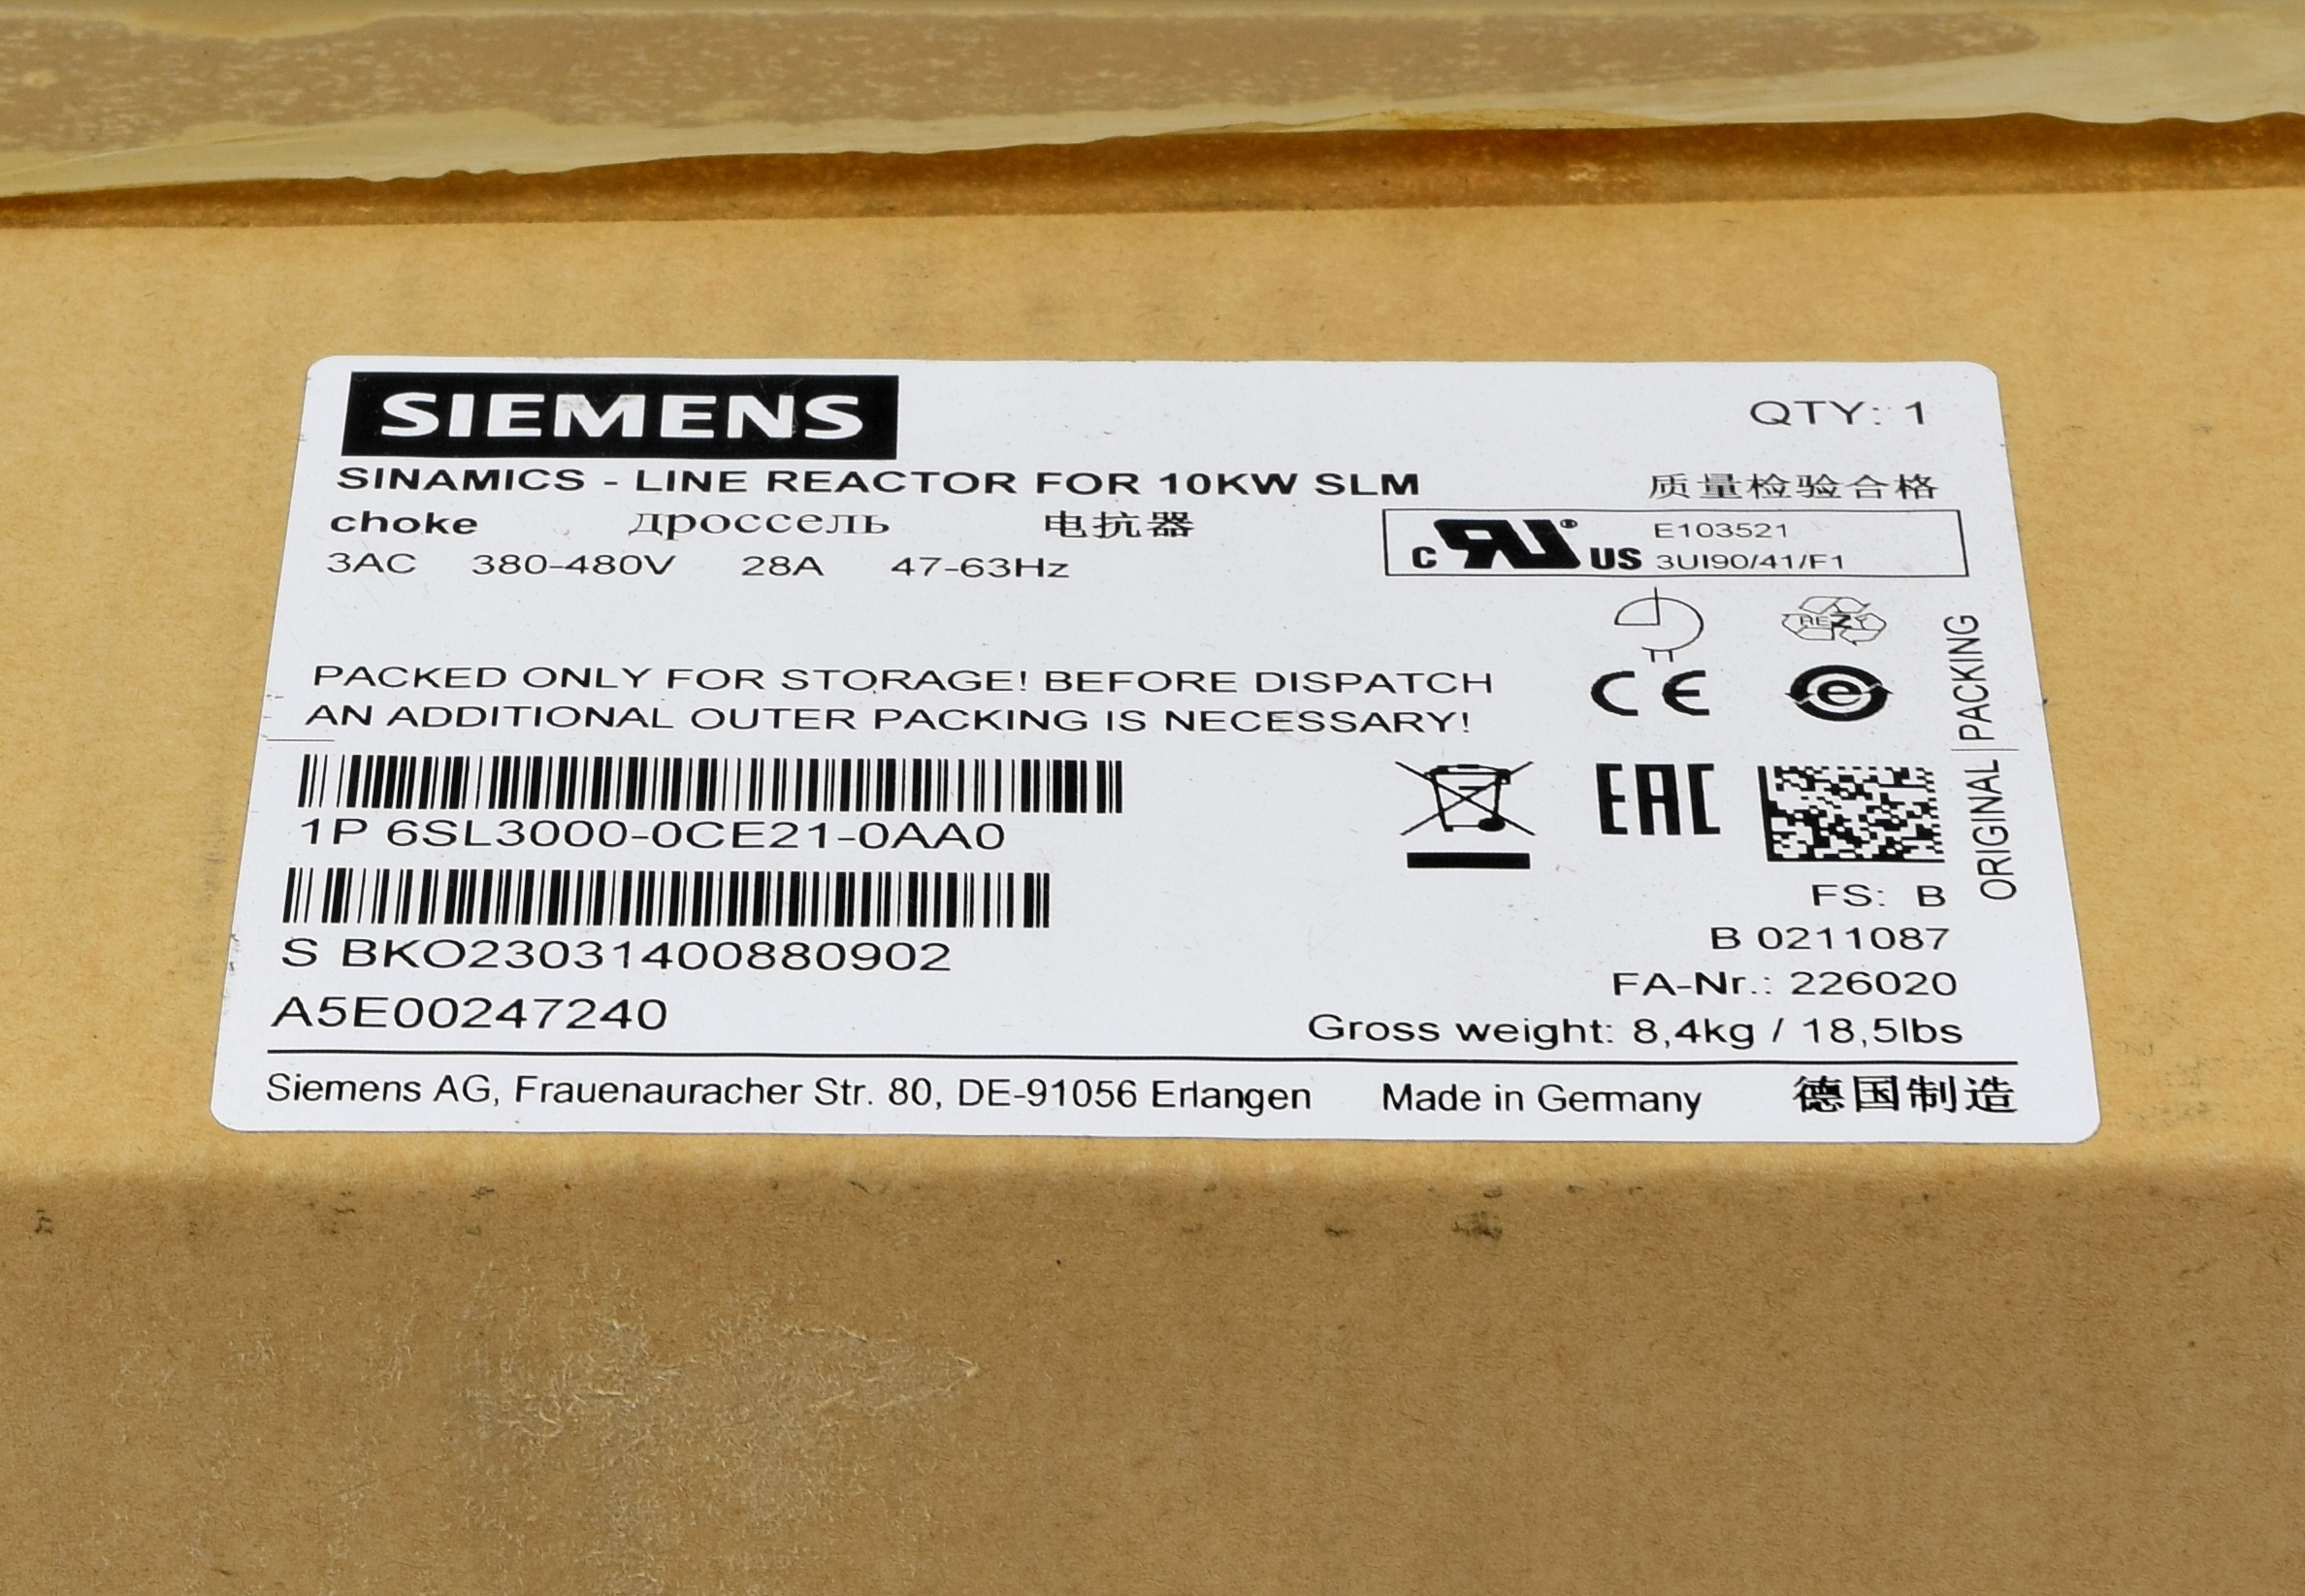 SIEMENS
QTY: 1
SINAMICS - LINE REACTOR FOR 10KW SLM
质量检验合格
choke дроссель 电抗器
3AC 380-480V 28A 47-63Hz
c RU ® US E103521
3UI90/41/F1
RESY
PACKED ONLY FOR STORAGE! BEFORE DISPATCH
AN ADDITIONAL OUTER PACKING IS NECESSARY!
CE
e
ORIGINAL PACKING
EAC
1P 6SL3000-0CE21-0AA0
S BKO23031400880902
A5E00247240
FS: B
B 0211087
FA-Nr.: 226020
Gross weight: 8,4kg / 18,5lbs
Siemens AG, Frauenauracher Str. 80, DE-91056 Erlangen Made in Germany 德国制造